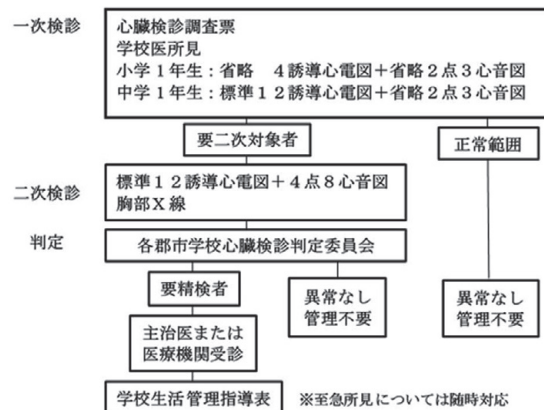 一次検診
心臓検診調査票
学校医所見
小学１年生：省略　４誘導心電図＋省略２点３心音図
中学１年生：標準１２誘導心電図＋省略２点３心音図
要二次対象者
正常範囲
二次検診
標準１２誘導心電図＋４点８心音図
胸部Ｘ線
判定
各郡市学校心臓検診判定委員会
要精検者
異常なし
管理不要
異常なし
管理不要
主治医または
医療機関受診
学校生活管理指導表
※至急所見については随時対応